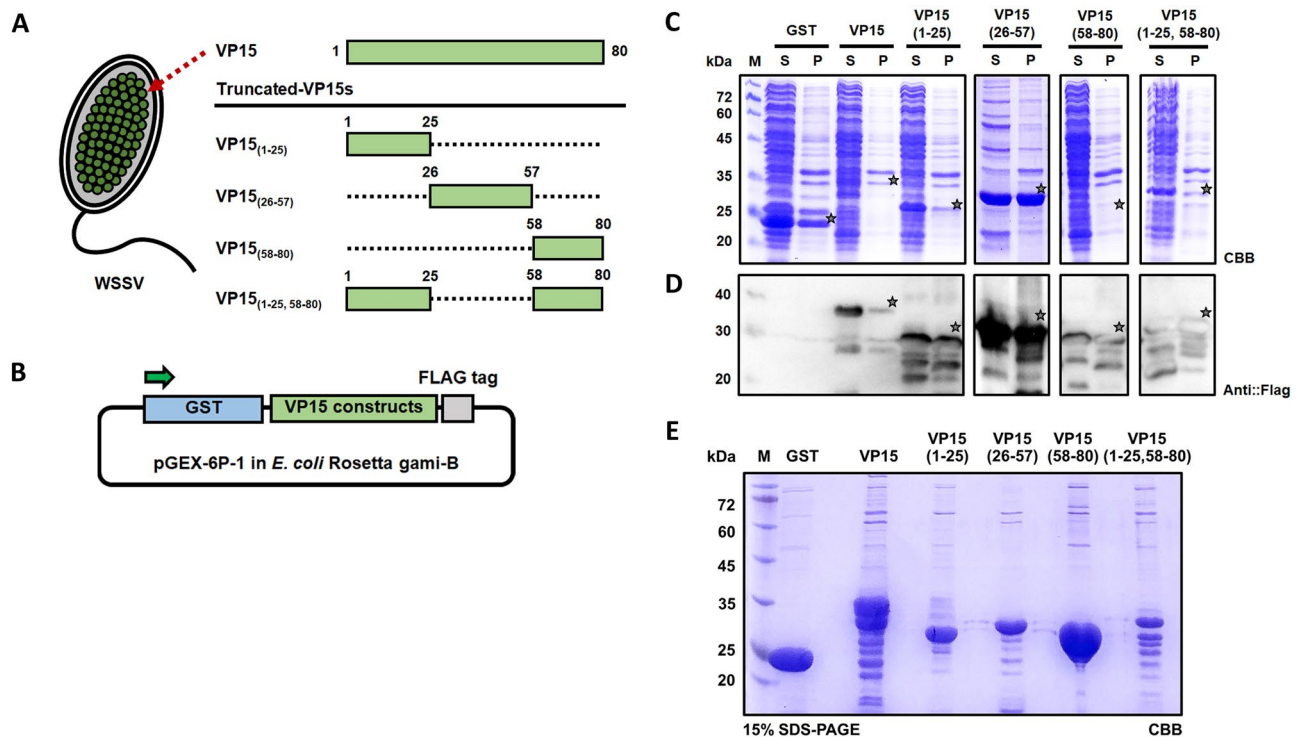 A
VP15
1
80
Truncated-VP15s
1 25
VP15(1-25)
26 57
VP15(26-57)
58 80
VP15(58-80)
1 25 58 80
VP15(1-25, 58-80)
WSSV
B
FLAG tag
GST
VP15 constructs
pGEX-6P-1 in E. coli Rosetta gami-B
C
GST VP15 VP15 (1-25) VP15 (26-57) VP15 (58-80) VP15 (1-25, 58-80)
kDa M S P S P S P S P S P S P
72
60
45
35
25
20
CBB
D
40
30
20
Anti::Flag
E
kDa M GST VP15 VP15 (1-25) VP15 (26-57) VP15 (58-80) VP15 (1-25,58-80)
72
60
45
35
25
20
15% SDS-PAGE CBB